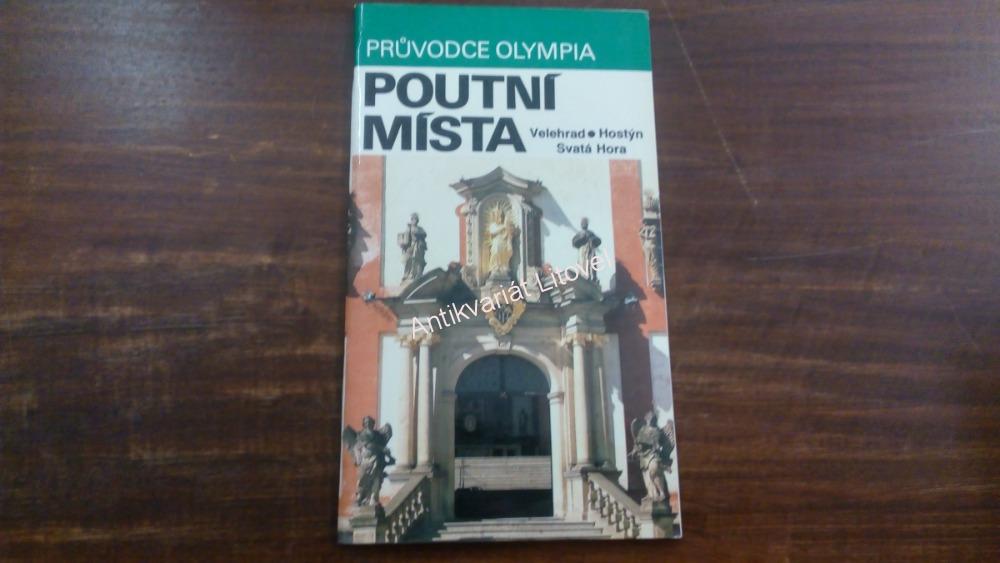 PRŮVODCE OLYMPIA
POUTNÍ
MÍSTA
Velehrad • Hostýn
Svatá Hora
Antikvariát Litovel